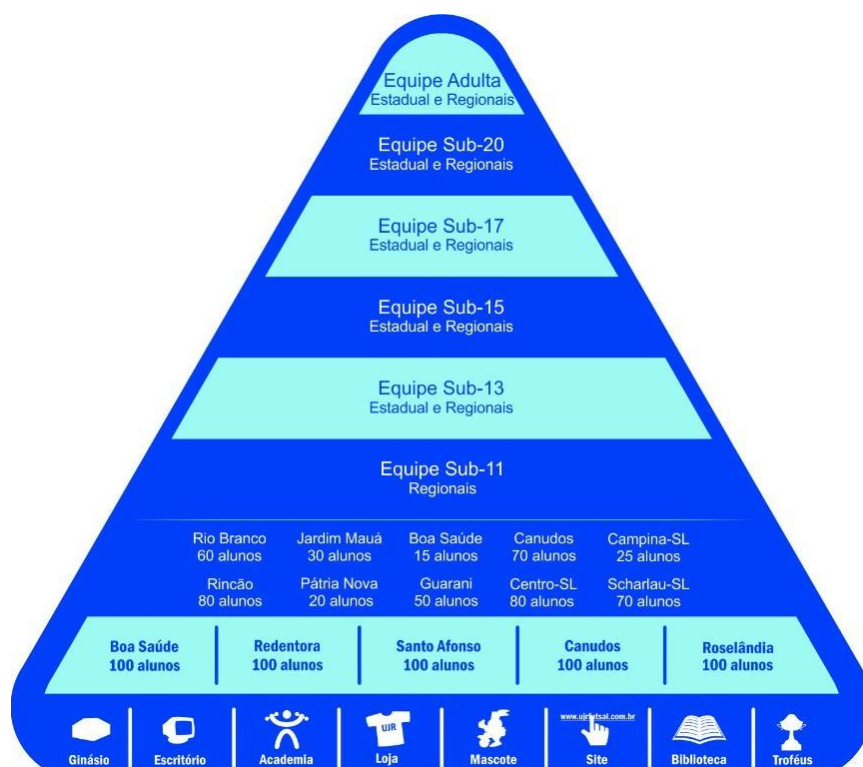 Equipe Adulta
Estadual e Regionais
Equipe Sub-20
Estadual e Regionais
Equipe Sub-17
Estadual e Regionais
Equipe Sub-15
Estadual e Regionais
Equipe Sub-13
Estadual e Regionais
Equipe Sub-11
Regionais
Rio Branco Jardim Mauá Boa Saúde Canudos Campina-SL
60 alunos 30 alunos 15 alunos 70 alunos 25 alunos
Rincão Pátria Nova Guarani Centro-SL Scharlau-SL
80 alunos 20 alunos 50 alunos 80 alunos 70 alunos
Boa Saúde Redentora Santo Afonso Canudos Roselândia
100 alunos 100 alunos 100 alunos 100 alunos 100 alunos
UJR www.ujrfutsal.com.br
Ginásio Escritório Academia Loja Mascote Site Biblioteca Troféus